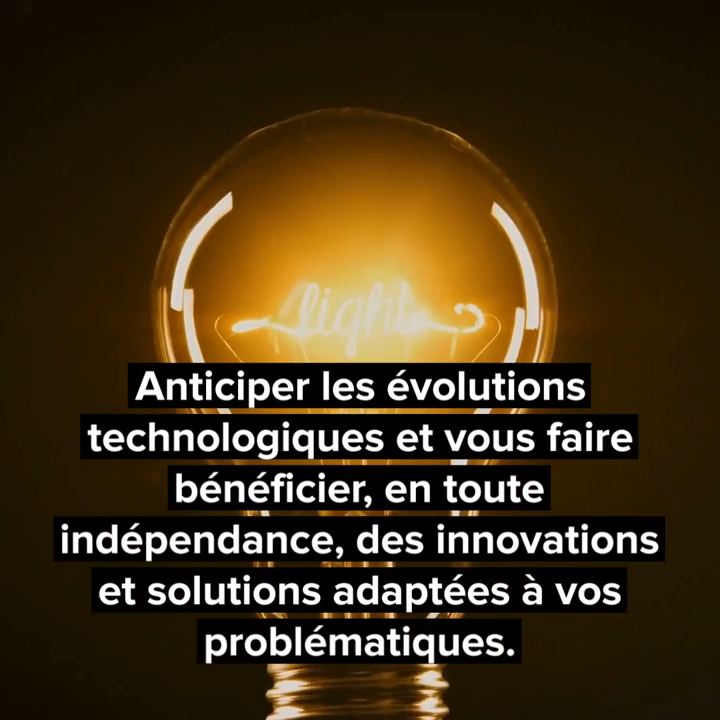 light
Anticiper les évolutions
technologiques et vous faire
bénéficier, en toute
indépendance, des innovations
et solutions adaptées à vos
problématiques.